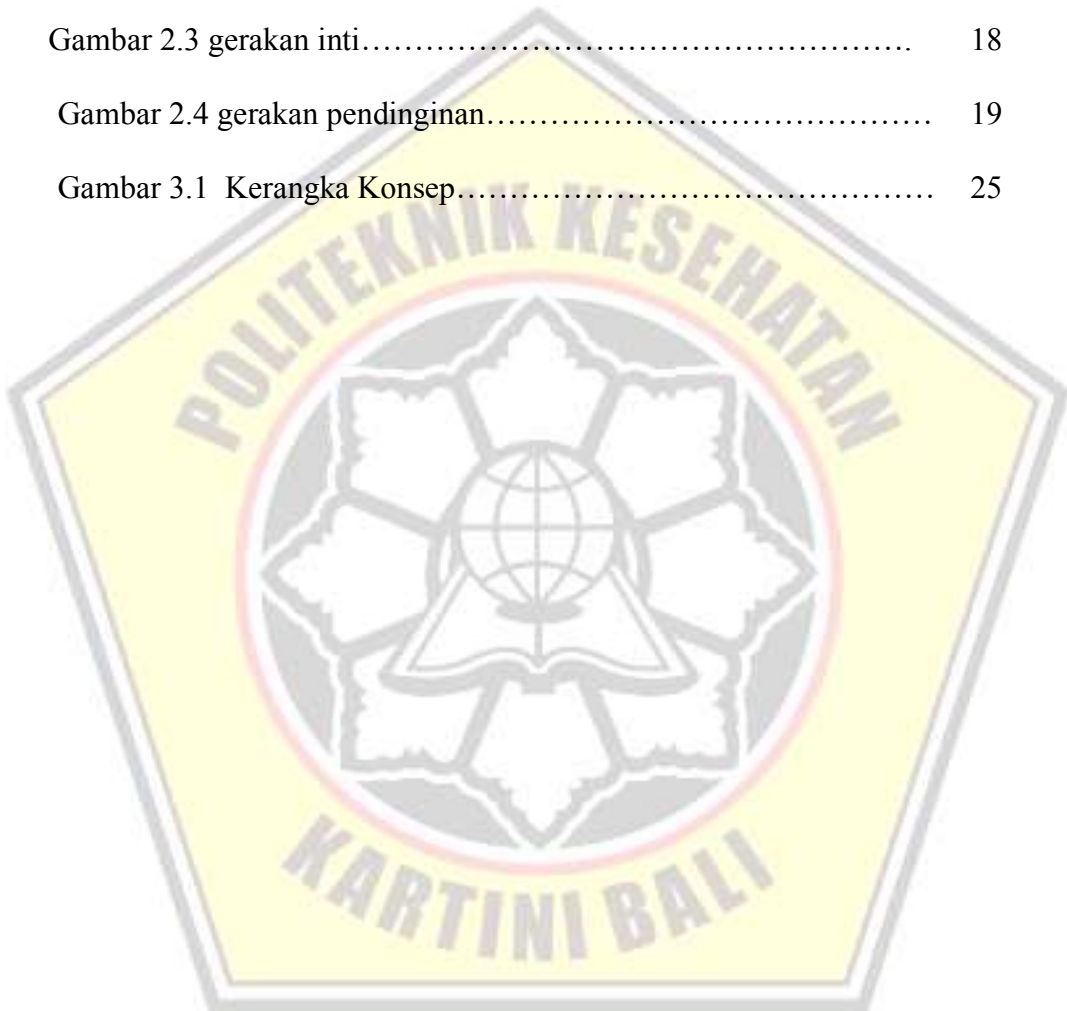 Gambar 2.3 gerakan inti……………………………………………. 18
Gambar 2.4 gerakan pendinginan…………………………………… 19
Gambar 3.1 Kerangka Konsep……………………………………… 25
POLITEKNIK KESEHATAN
KARTINI BALI